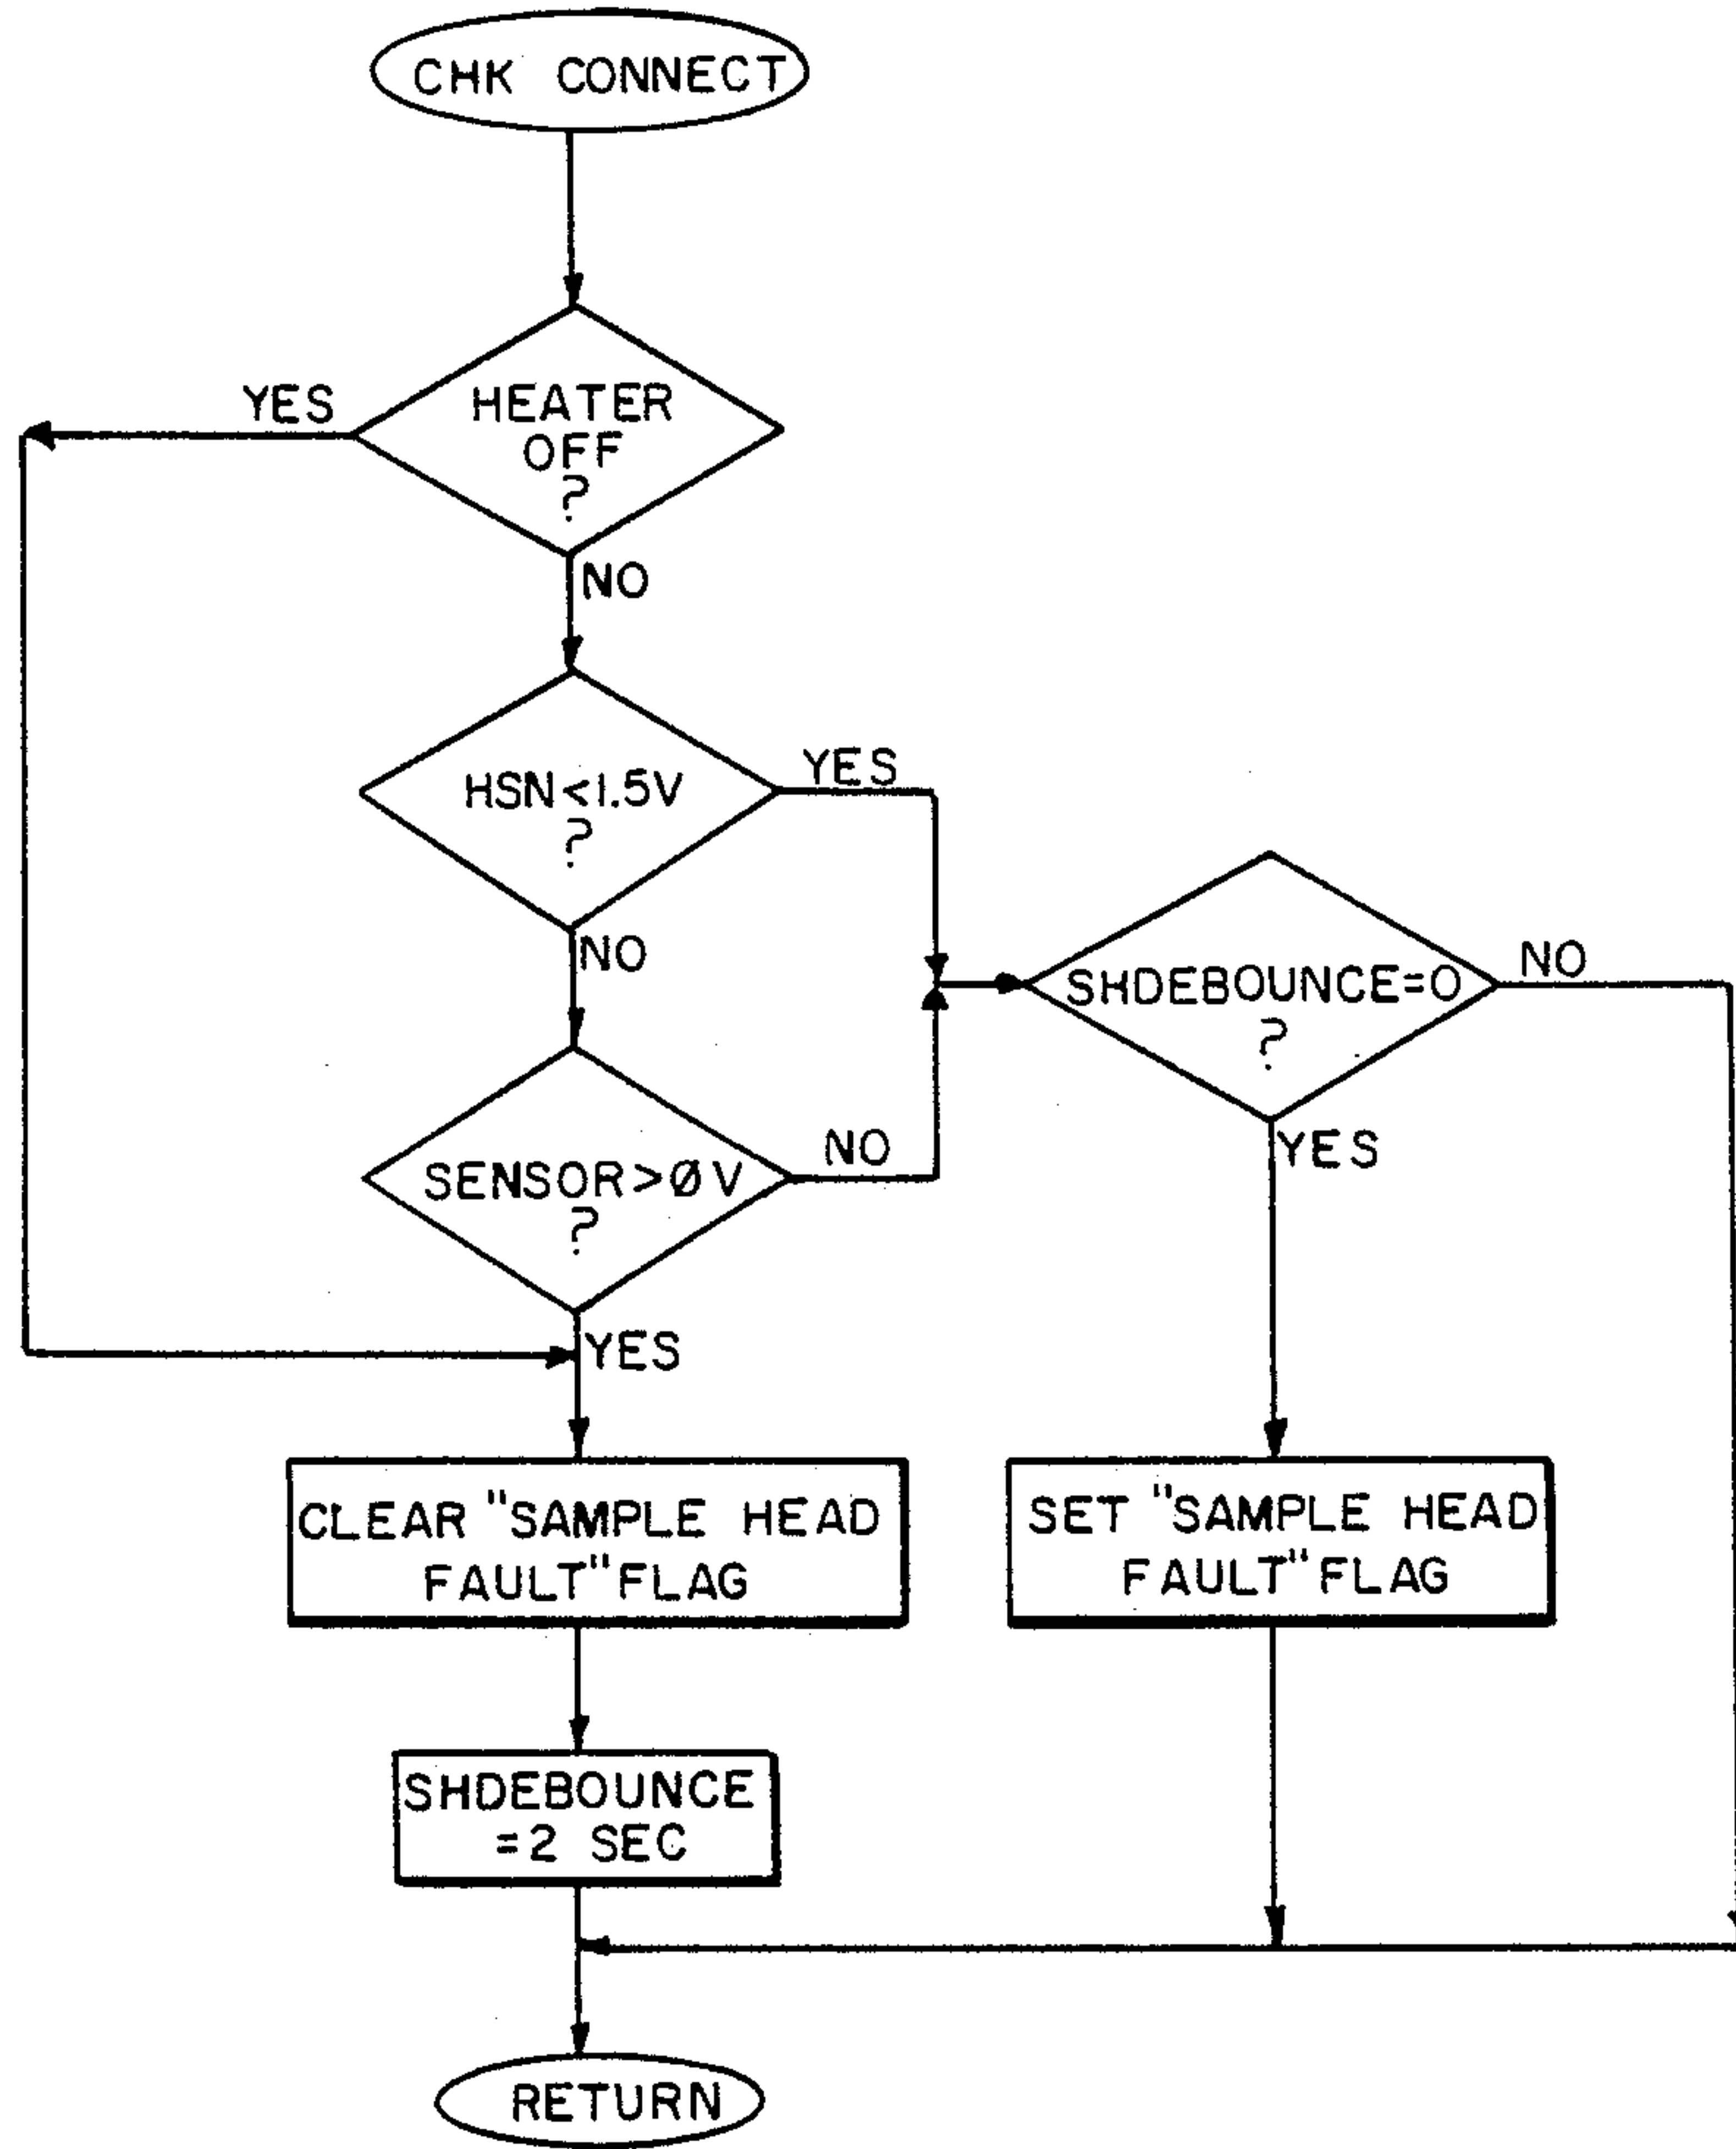 CHK CONNECT
YES
HEATER
OFF
?
NO
HSN<1.5V
?
YES
NO
SHDEBOUNCE=0
?
NO
YES
SENSOR>ØV
?
NO
YES
CLEAR "SAMPLE HEAD
FAULT" FLAG
SET "SAMPLE HEAD
FAULT" FLAG
SHDEBOUNCE
=2 SEC
RETURN